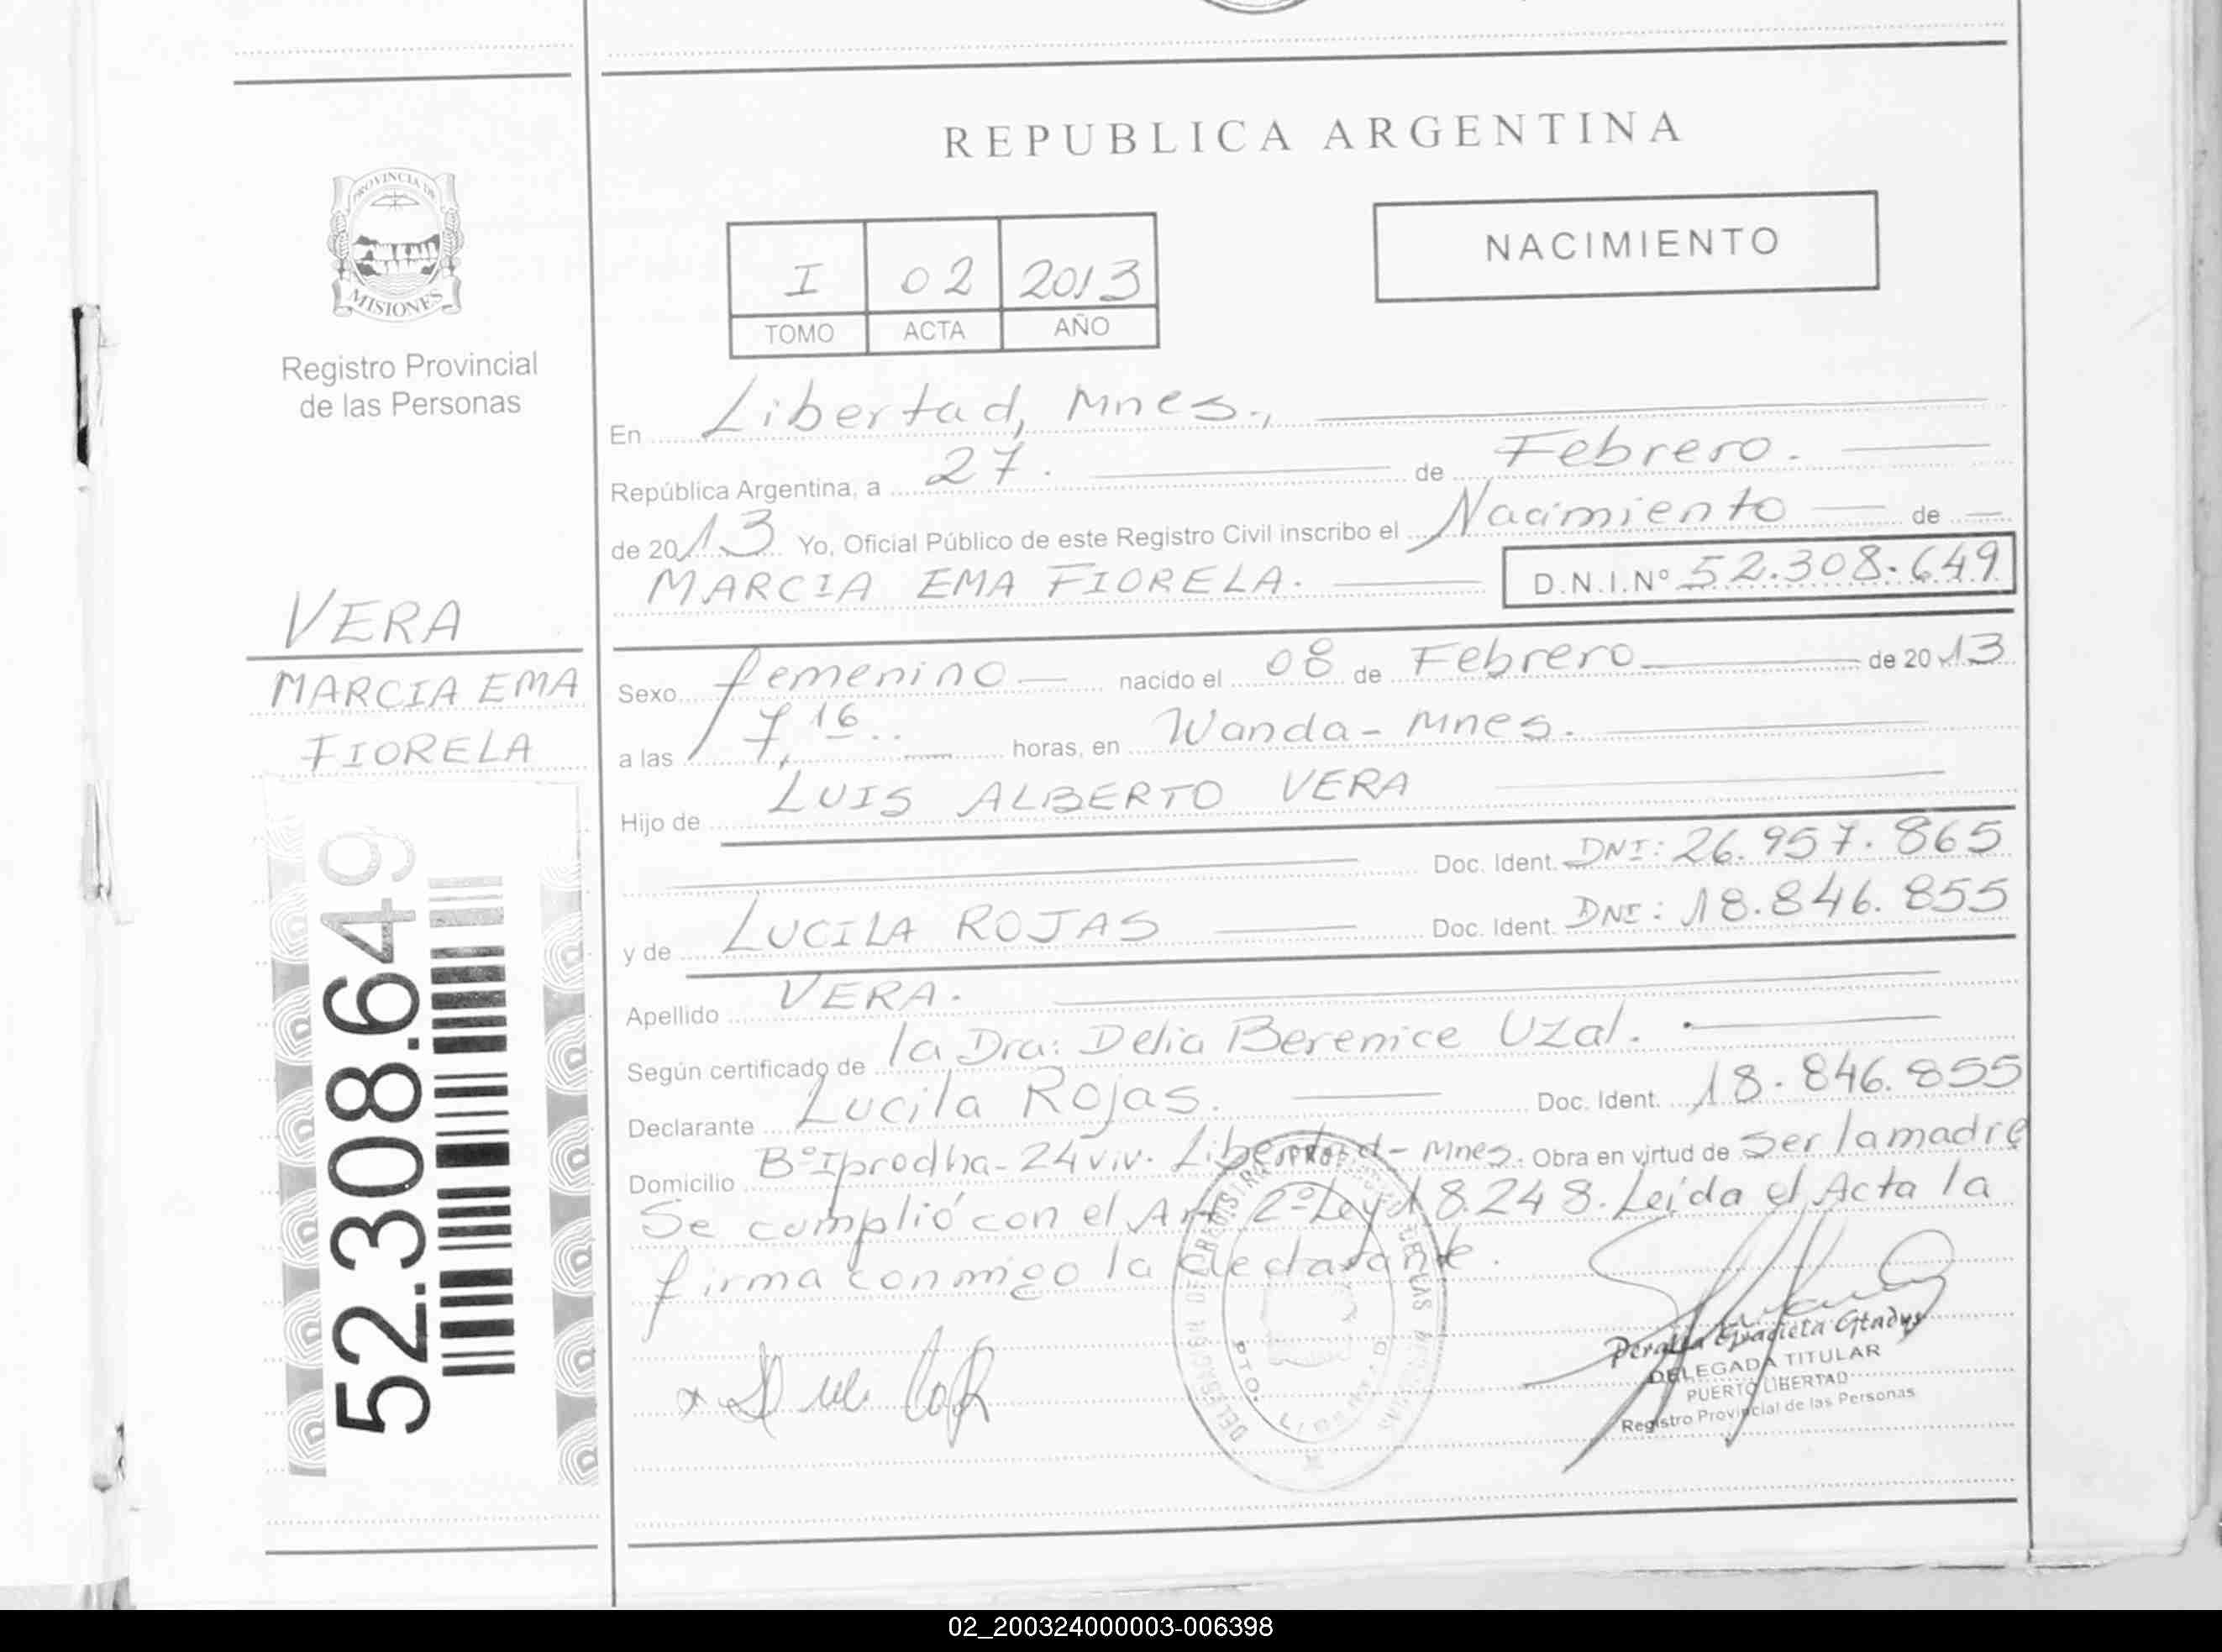 REPUBLICA ARGENTINA
PROVINCIA DE
MISIONES
Registro Provincial
de las Personas
I 02 2013
TOMO ACTA AÑO
NACIMIENTO
En Libertad, Mnes.,
República Argentina, a 27. de Febrero.
de 2013 Yo, Oficial Público de este Registro Civil inscribo el Nacimiento de
MARCIA EMA FIORELA. D.N.I.Nº 52.308.649
VERA
MARCIA EMA
FIORELA
52.308.649
Sexo femenino nacido el 08 de Febrero de 2013
a las 7,16.. horas, en Wanda - Mnes.
Hijo de LUIS ALBERTO VERA
Doc. Ident. DNI: 26.957.865
y de LUCILA ROJAS Doc. Ident. DNI: 18.846.855
Apellido VERA.
Según certificado de la Dra: Delia Berenice Uzal.
Declarante Lucila Rojas. Doc. Ident. 18.846.855
Domicilio Bº Iprodha - 24 viv. Libertad - Mnes. Obra en virtud de Ser la madre
Se cumplió con el Art. 2º Ley 18.248. Leída el Acta la
firma conmigo la declarante.
Peralta Graciela Gladys
DELEGADA TITULAR
PUERTO LIBERTAD
Registro Provincial de las Personas
02_200324000003-006398